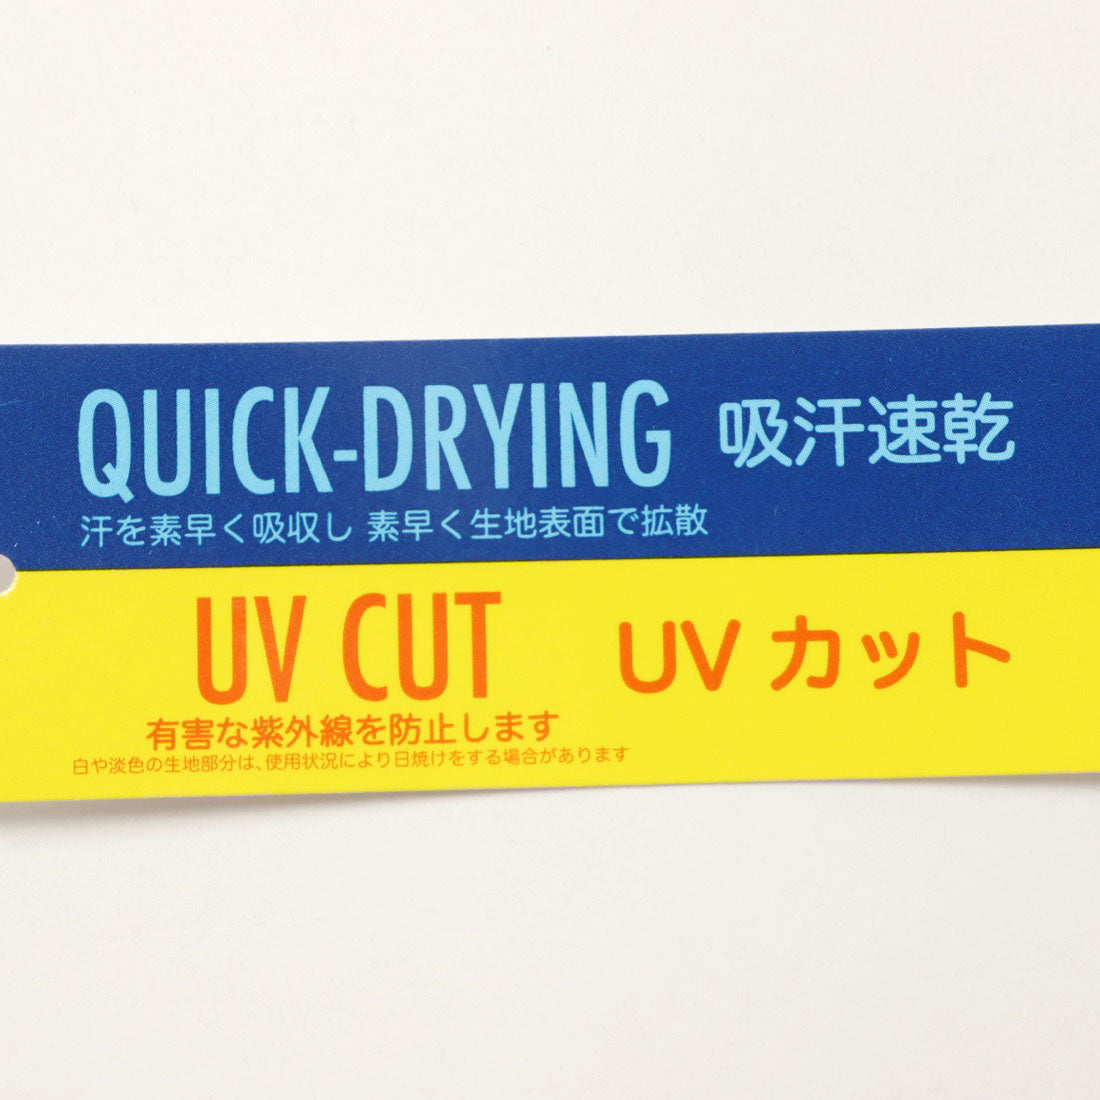 QUICK-DRYING 吸汗速乾
汗を素早く吸収し 素早く生地表面で拡散
UV CUT UV カット
有害な紫外線を防止します
白や淡色の生地部分は、使用状況により日焼けをする場合があります